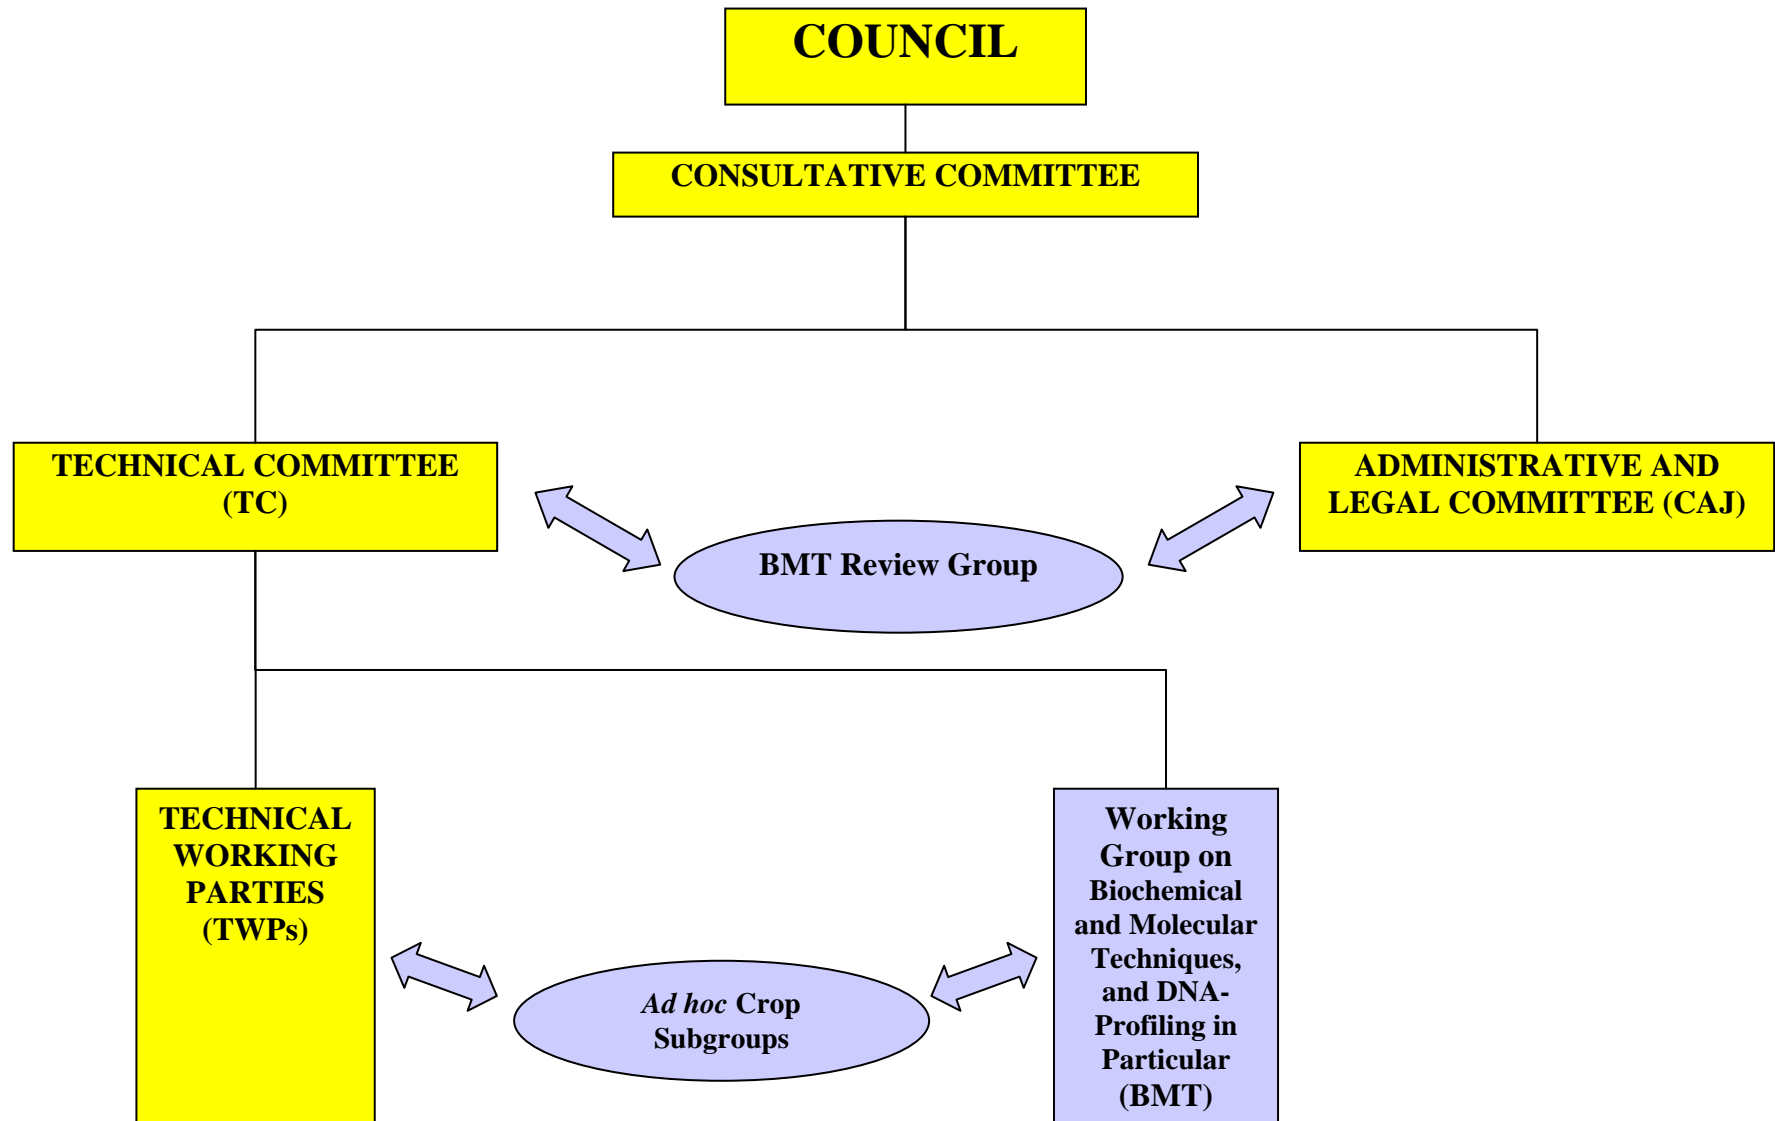 COUNCIL
CONSULTATIVE COMMITTEE
TECHNICAL COMMITTEE
(TC)
ADMINISTRATIVE AND
LEGAL COMMITTEE (CAJ)
BMT Review Group
TECHNICAL
WORKING
PARTIES
(TWPs)
Ad hoc Crop
Subgroups
Working
Group on
Biochemical
and Molecular
Techniques,
and DNA-
Profiling in
Particular
(BMT)